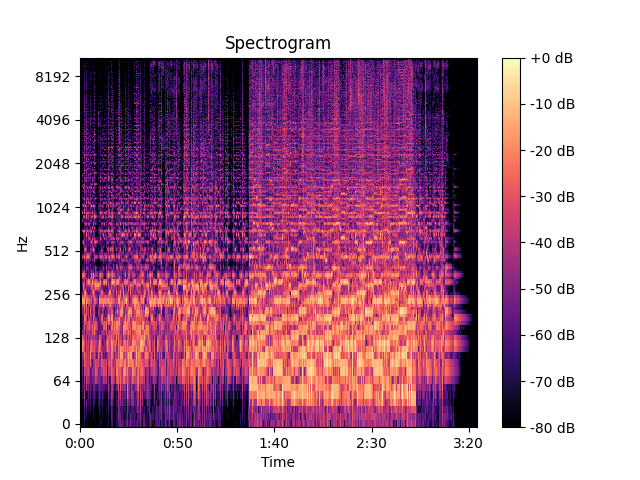 Spectrogram
Hz
8192
4096
2048
1024
512
256
128
64
0
0:00 0:50 1:40 2:30 3:20
Time
+0 dB
-10 dB
-20 dB
-30 dB
-40 dB
-50 dB
-60 dB
-70 dB
-80 dB